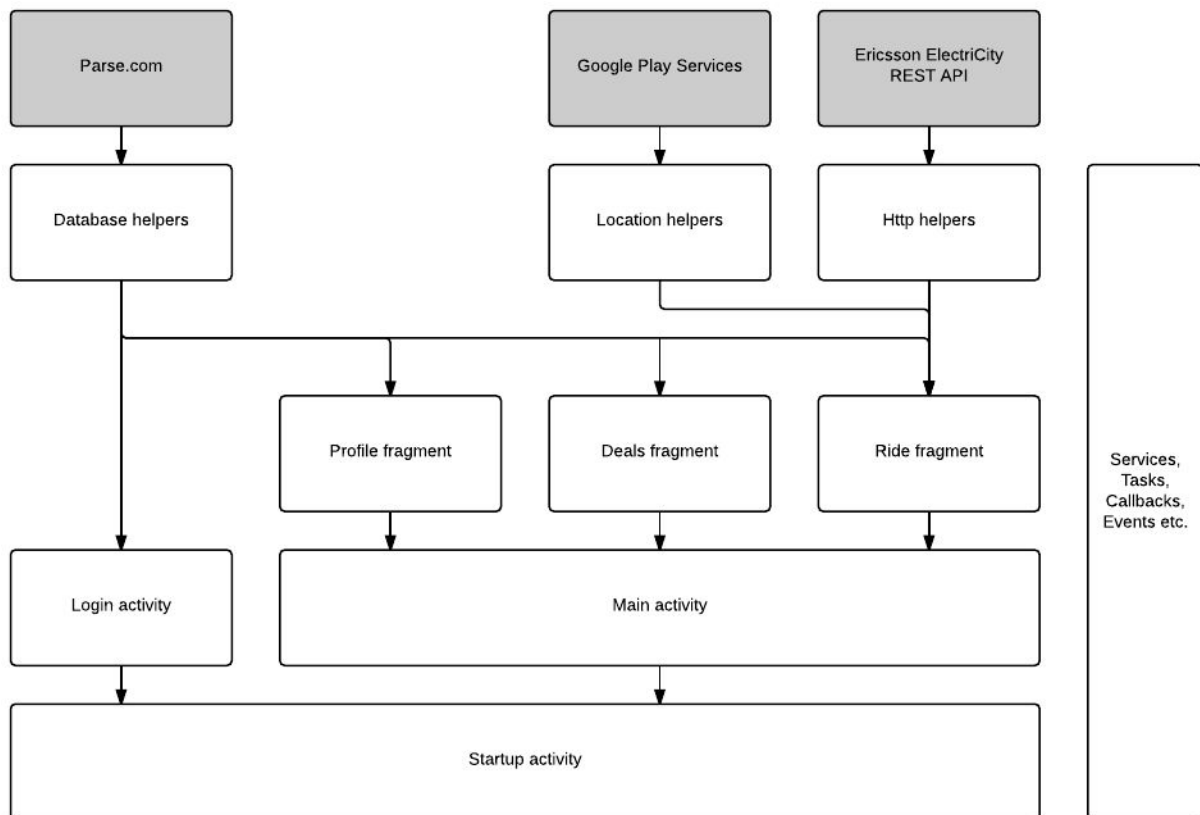 Parse.com
Google Play Services
Ericsson ElectriCity
REST API
Database helpers
Location helpers
Http helpers
Profile fragment
Deals fragment
Ride fragment
Services,
Tasks,
Callbacks,
Events etc.
Login activity
Main activity
Startup activity